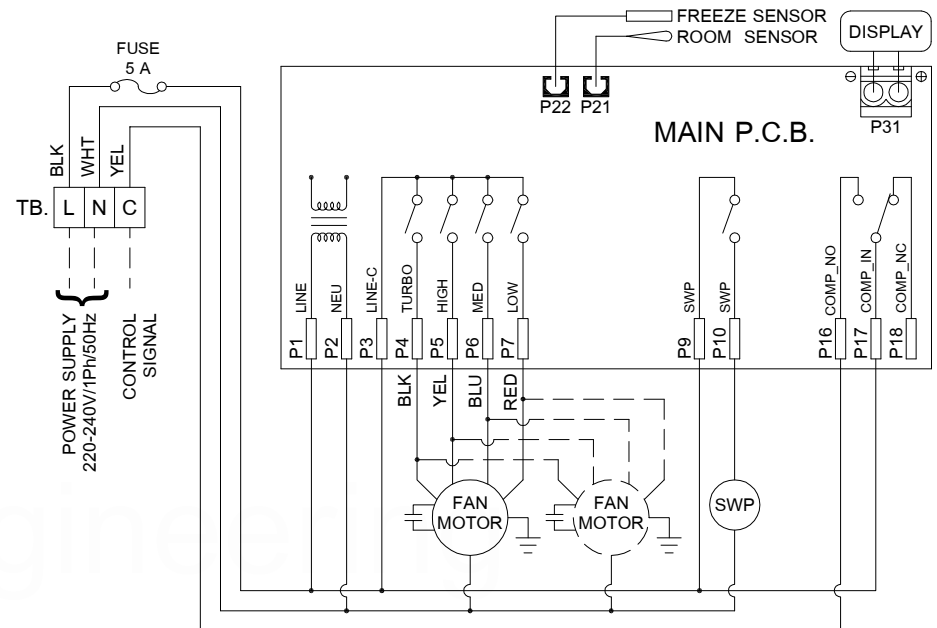 FREEZE SENSOR
ROOM SENSOR
DISPLAY
FUSE
5 A
P22
P21
P31
MAIN P.C.B.
BLK
WHT
YEL
TB.
L
N
C
POWER SUPPLY
220-240V/1Ph/50Hz
CONTROL
SIGNAL
LINE
NEU
LINE-C
TURBO
HIGH
MED
LOW
SWP
SWP
COMP_NO
COMP_IN
COMP_NC
P1
P2
P3
P4
P5
P6
P7
P9
P10
P16
P17
P18
BLK
YEL
BLU
RED
FAN
MOTOR
FAN
MOTOR
SWP
gineering